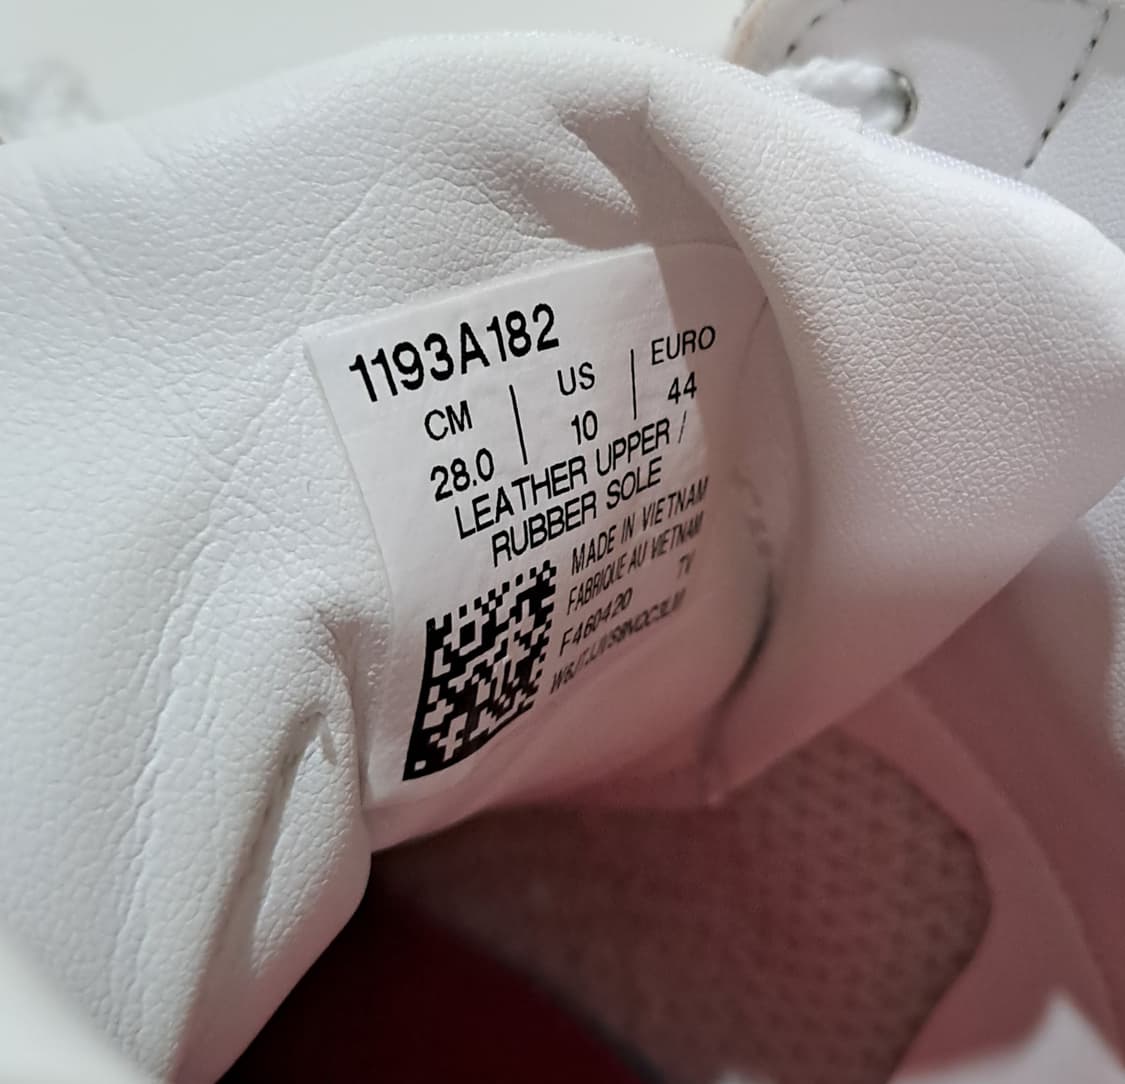 1193A182
CM | US | EURO
28.0 | 10 | 44
LEATHER UPPER /
RUBBER SOLE
MADE IN VIETNAM
FABRIQUE AU VIETNAM
TV
F460420